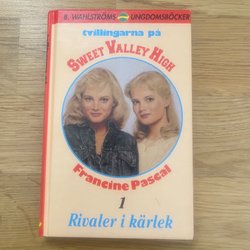 B. WAHLSTRÖMS UNGDOMSBÖCKER
tvillingarna på
SWEET VALLEY HIGH
Francine Pascal
1
Rivaler i kärlek